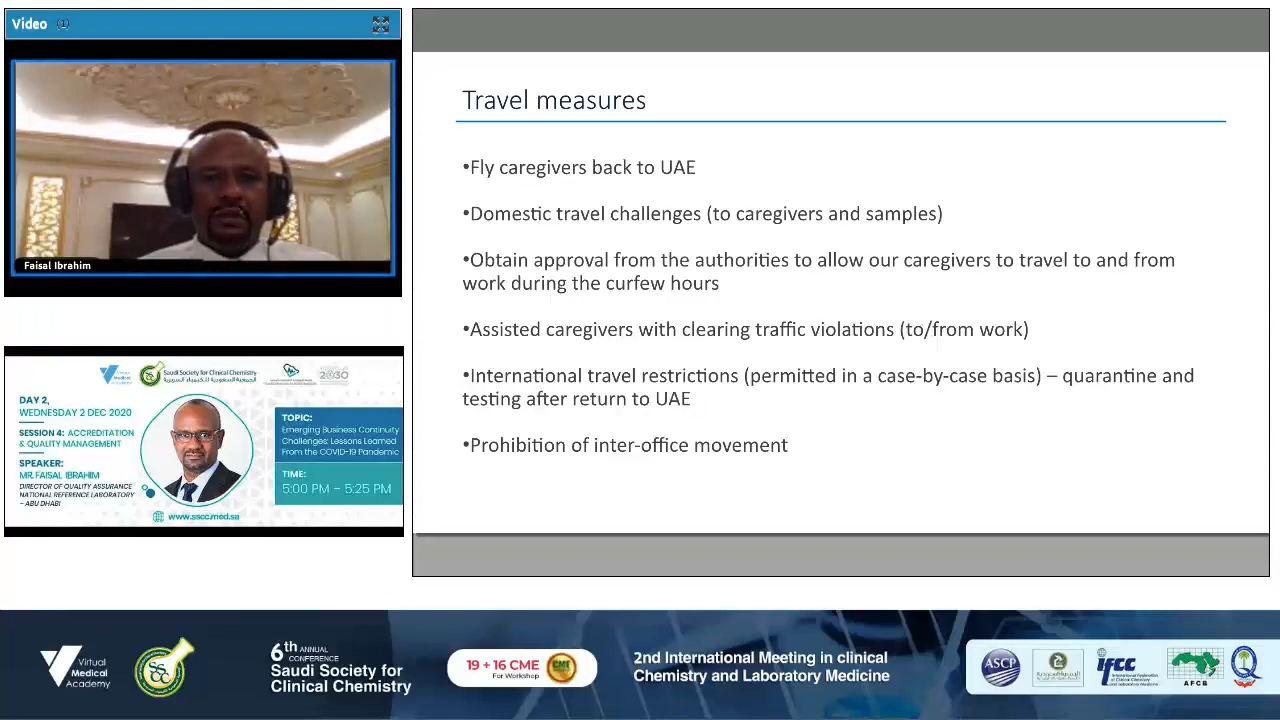 Video (1)
Faisal Ibrahim
Travel measures
•Fly caregivers back to UAE
•Domestic travel challenges (to caregivers and samples)
•Obtain approval from the authorities to allow our caregivers to travel to and from
work during the curfew hours
•Assisted caregivers with clearing traffic violations (to/from work)
•International travel restrictions (permitted in a case-by-case basis) – quarantine and
testing after return to UAE
•Prohibition of inter-office movement
Saudi Society for Clinical Chemistry
2030
DAY 2,
WEDNESDAY 2 DEC 2020
SESSION 4: ACCREDITATION
& QUALITY MANAGEMENT
SPEAKER:
MR. FAISAL IBRAHIM
DIRECTOR OF QUALITY ASSURANCE
NATIONAL REFERENCE LABORATORY
– ABU DHABI
TOPIC:
Emerging Business Continuity
Challenges: Lessons Learned
From the COVID-19 Pandemic
TIME:
5:00 PM – 5:25 PM
www.sscc.med.sa
Virtual
Medical
Academy
6th ANNUAL
CONFERENCE
Saudi Society for
Clinical Chemistry
19 + 16 CME
For Workshop
CME
2nd International Meeting in clinical
Chemistry and Laboratory Medicine
ASCP
ifcc
AFCB